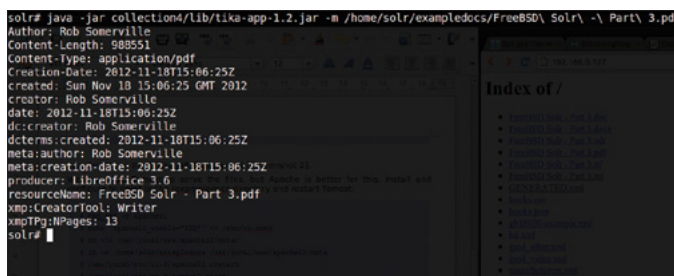 solr# java -jar collection4/lib/tika-app-1.2.jar -m /home/solr/exampledocs/FreeBSD\ Solr\ -\ Part\ 3.pd
Author: Rob Somerville
Content-Length: 988551
Content-Type: application/pdf
Creation-Date: 2012-11-18T15:06:25Z
created: Sun Nov 18 15:06:25 GMT 2012
creator: Rob Somerville
date: 2012-11-18T15:06:25Z
dc:creator: Rob Somerville
dcterms:created: 2012-11-18T15:06:25Z
meta:author: Rob Somerville
meta:creation-date: 2012-11-18T15:06:25Z
producer: LibreOffice 3.6
resourceName: FreeBSD Solr - Part 3.pdf
xmp:CreatorTool: Writer
xmpTPg:NPages: 13
solr#
Index of /